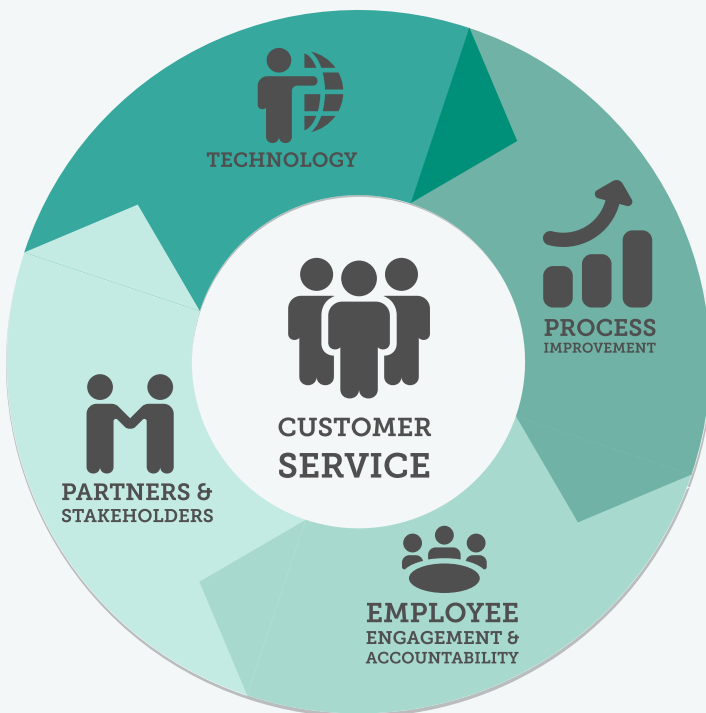 TECHNOLOGY
PROCESS
IMPROVEMENT
CUSTOMER
SERVICE
PARTNERS &
STAKEHOLDERS
EMPLOYEE
ENGAGEMENT &
ACCOUNTABILITY